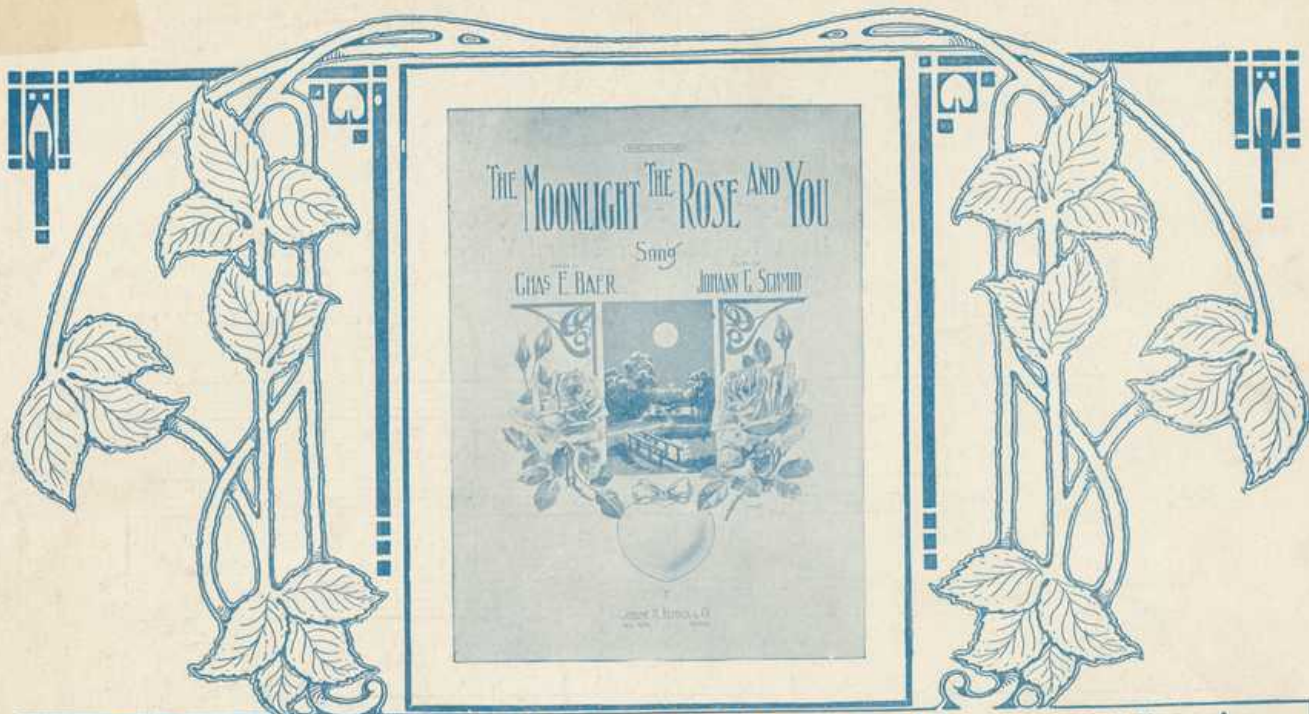 THE MOONLIGHT THE ROSE AND YOU
Song
CHAS E. BAER
JOHANN C. SCHMID